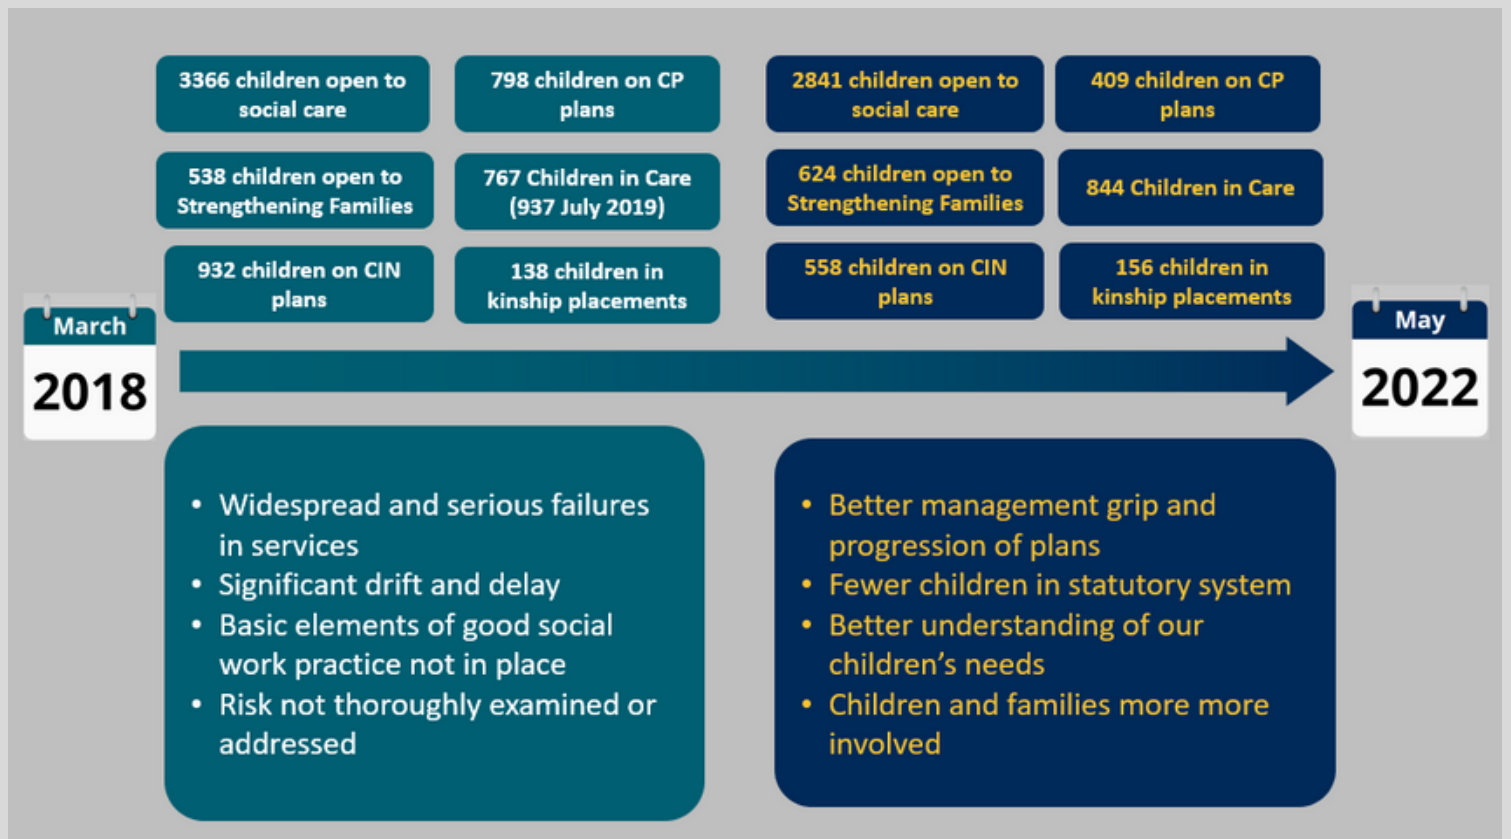 3366 children open to
social care
798 children on CP
plans
2841 children open to
social care
409 children on CP
plans
538 children open to
Strengthening Families
767 Children in Care
(937 July 2019)
624 children open to
Strengthening Families
844 Children in Care
932 children on CIN
plans
138 children in
kinship placements
558 children on CIN
plans
156 children in
kinship placements
March
2018
May
2022
• Widespread and serious failures
in services
• Significant drift and delay
• Basic elements of good social
work practice not in place
• Risk not thoroughly examined or
addressed
• Better management grip and
progression of plans
• Fewer children in statutory system
• Better understanding of our
children’s needs
• Children and families more more
involved